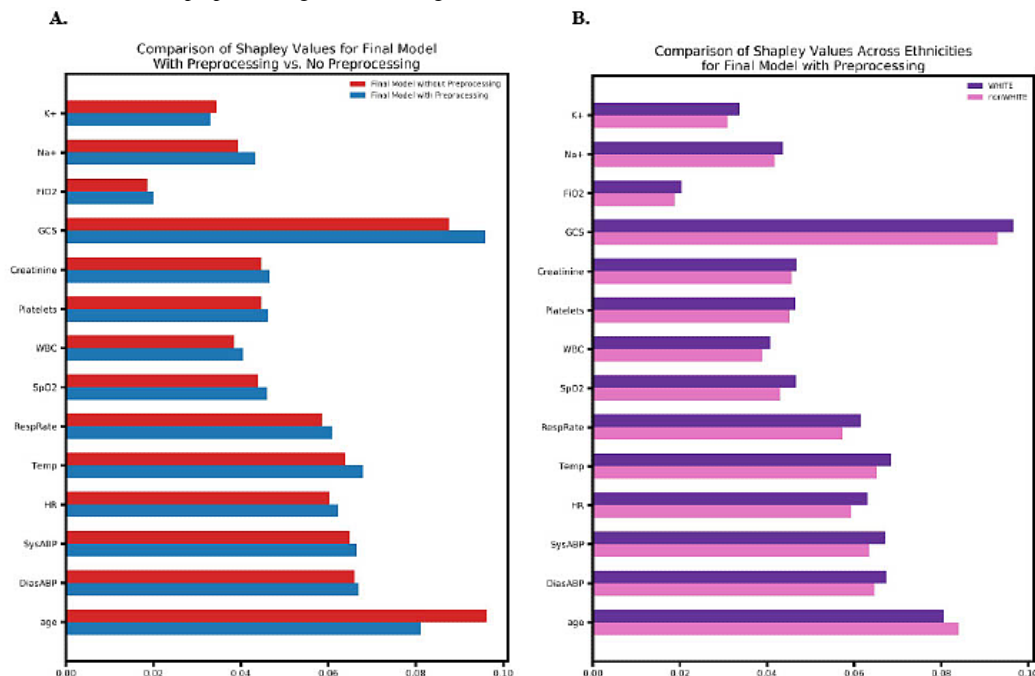 A.
B.
Comparison of Shapley Values for Final Model
With Preprocessing vs. No Preprocessing
Final Model without Preprocessing
Final Model with Preprocessing
K+
Na+
FiO2
GCS
Creatinine
Platelets
WBC
SpO2
RespRate
Temp
HR
SysABP
DiasABP
age
0.00 0.02 0.04 0.06 0.08 0.10
Comparison of Shapley Values Across Ethnicities
for Final Model with Preprocessing
WHITE
nonWHITE
K+
Na+
FiO2
GCS
Creatinine
Platelets
WBC
SpO2
RespRate
Temp
HR
SysABP
DiasABP
age
0.00 0.02 0.04 0.06 0.08